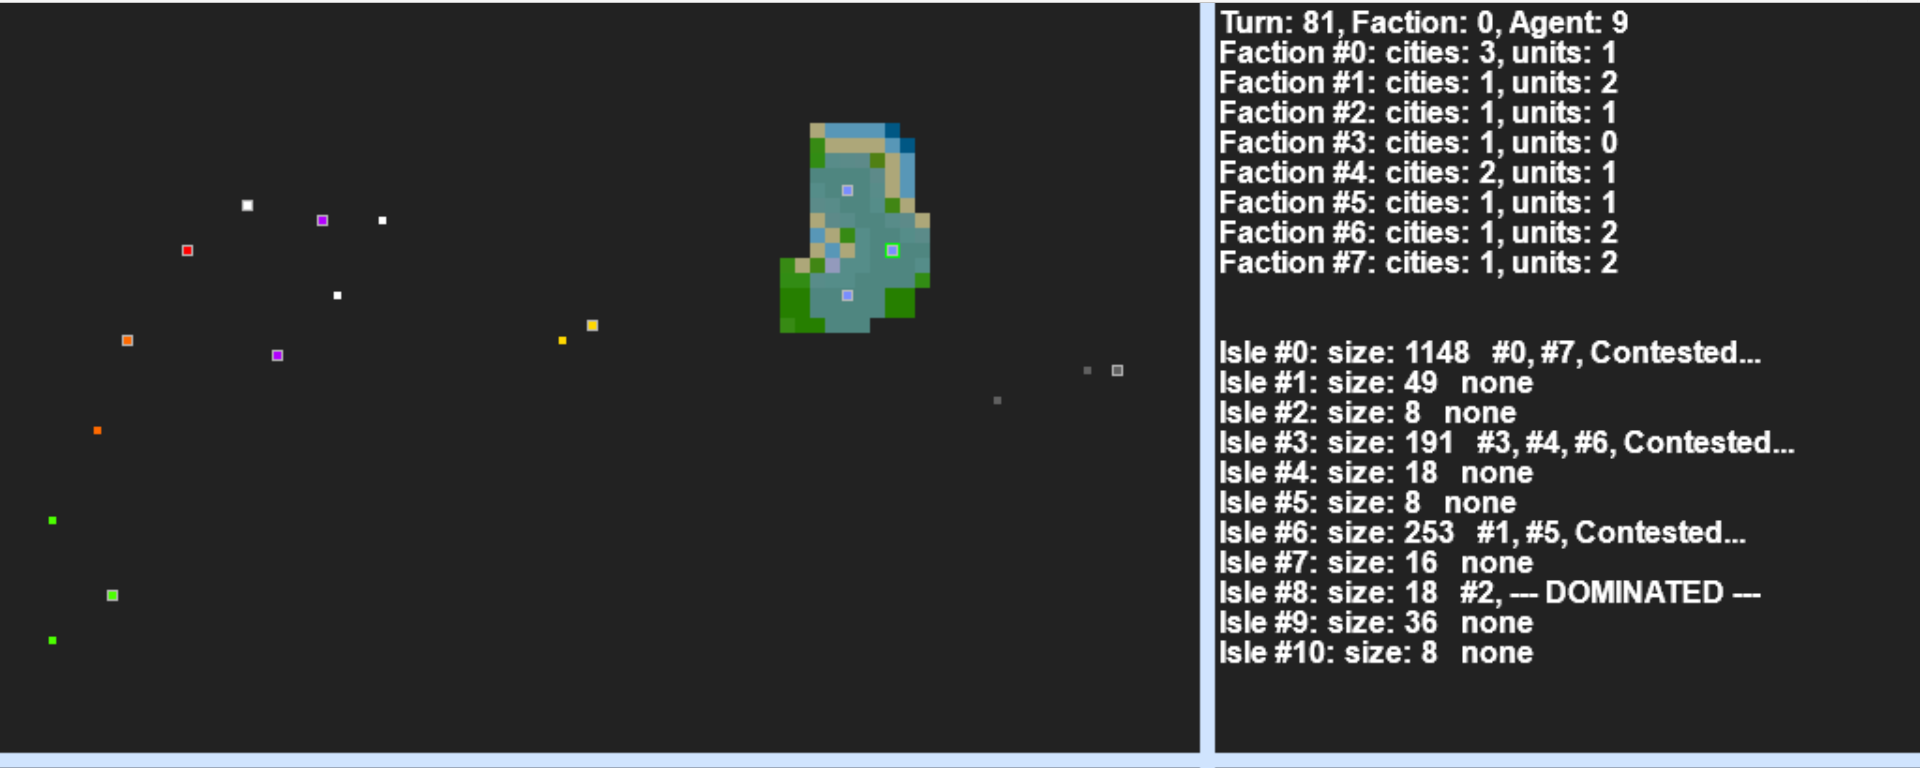 Turn: 81, Faction: 0, Agent: 9
Faction #0: cities: 3, units: 1
Faction #1: cities: 1, units: 2
Faction #2: cities: 1, units: 1
Faction #3: cities: 1, units: 0
Faction #4: cities: 2, units: 1
Faction #5: cities: 1, units: 1
Faction #6: cities: 1, units: 2
Faction #7: cities: 1, units: 2
Isle #0: size: 1148 #0, #7, Contested...
Isle #1: size: 49 none
Isle #2: size: 8 none
Isle #3: size: 191 #3, #4, #6, Contested...
Isle #4: size: 18 none
Isle #5: size: 8 none
Isle #6: size: 253 #1, #5, Contested...
Isle #7: size: 16 none
Isle #8: size: 18 #2, --- DOMINATED ---
Isle #9: size: 36 none
Isle #10: size: 8 none